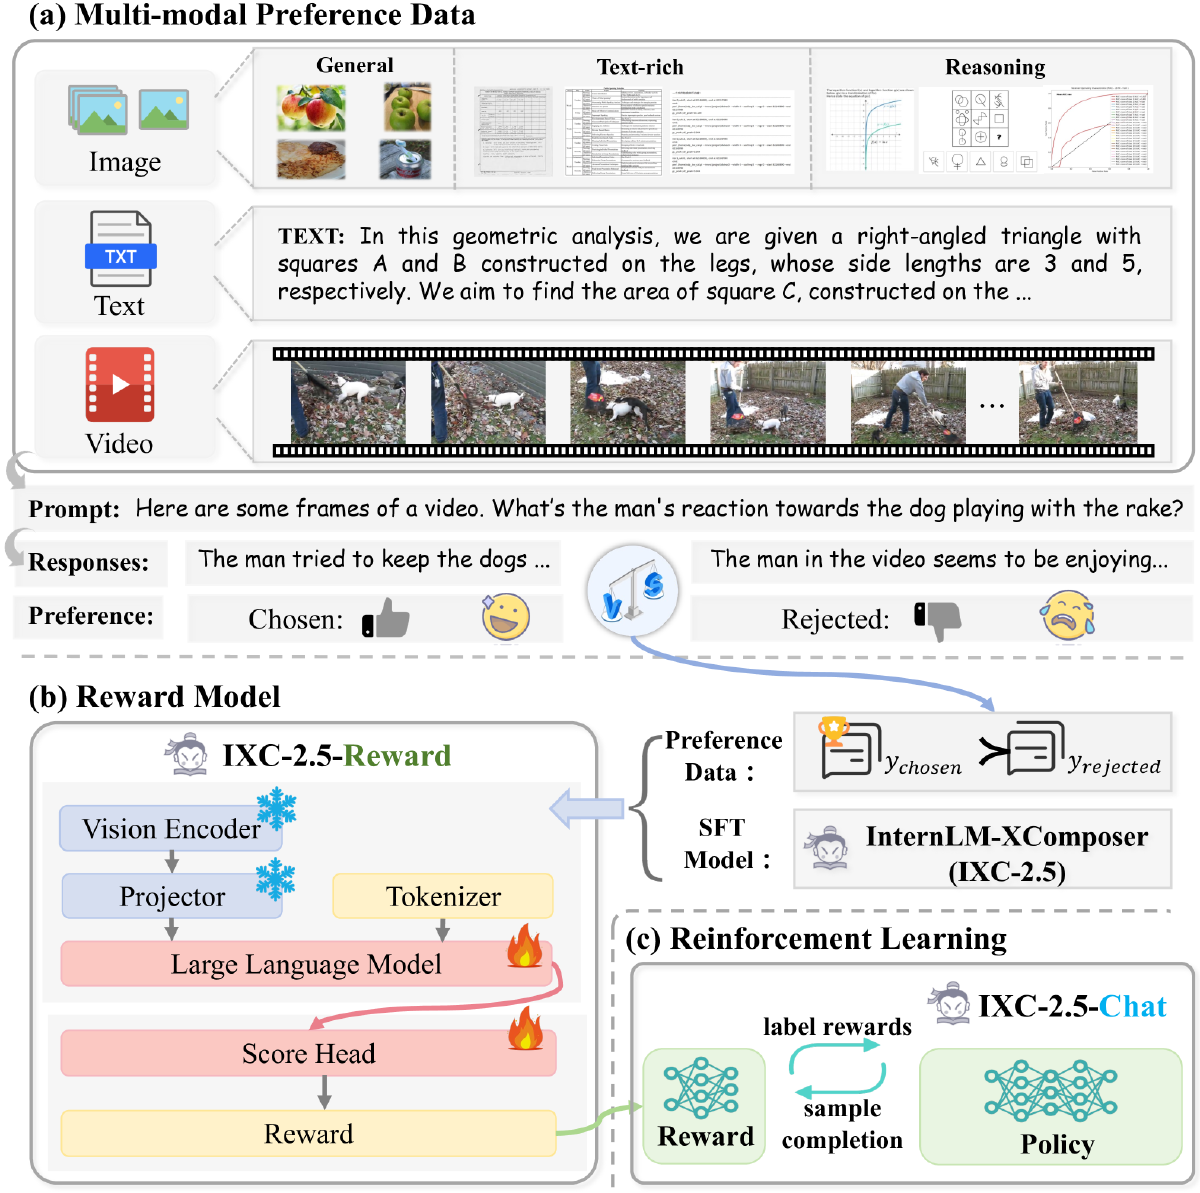 (a) Multi-modal Preference Data
General
Text-rich
Reasoning
Image
TXT
Text
TEXT: In this geometric analysis, we are given a right-angled triangle with
squares A and B constructed on the legs, whose side lengths are 3 and 5,
respectively. We aim to find the area of square C, constructed on the ...
Video
...
Prompt: Here are some frames of a video. What's the man's reaction towards the dog playing with the rake?
Responses:
The man tried to keep the dogs ...
The man in the video seems to be enjoying...
Preference:
Chosen:
V S
Rejected:
(b) Reward Model
IXC-2.5-Reward
Vision Encoder
Projector
Tokenizer
Large Language Model
Score Head
Reward
Preference
Data:
y_chosen ≻ y_rejected
SFT
Model:
InternLM-XComposer
(IXC-2.5)
(c) Reinforcement Learning
IXC-2.5-Chat
label rewards
sample
completion
Reward
Policy